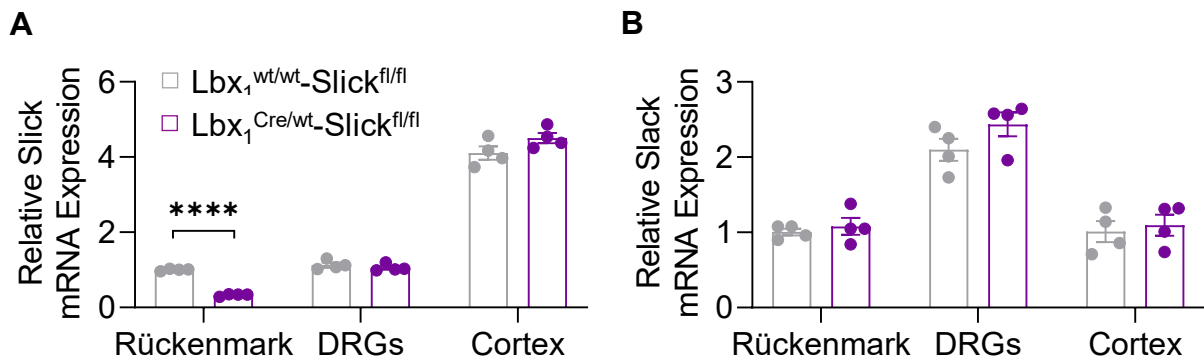 A
Relative Slick
mRNA Expression
6
4
2
0
Lbx₁wt/wt-Slickfl/fl
Lbx₁Cre/wt-Slickfl/fl
****
Rückenmark DRGs Cortex
B
Relative Slack
mRNA Expression
3
2
1
0
Rückenmark DRGs Cortex